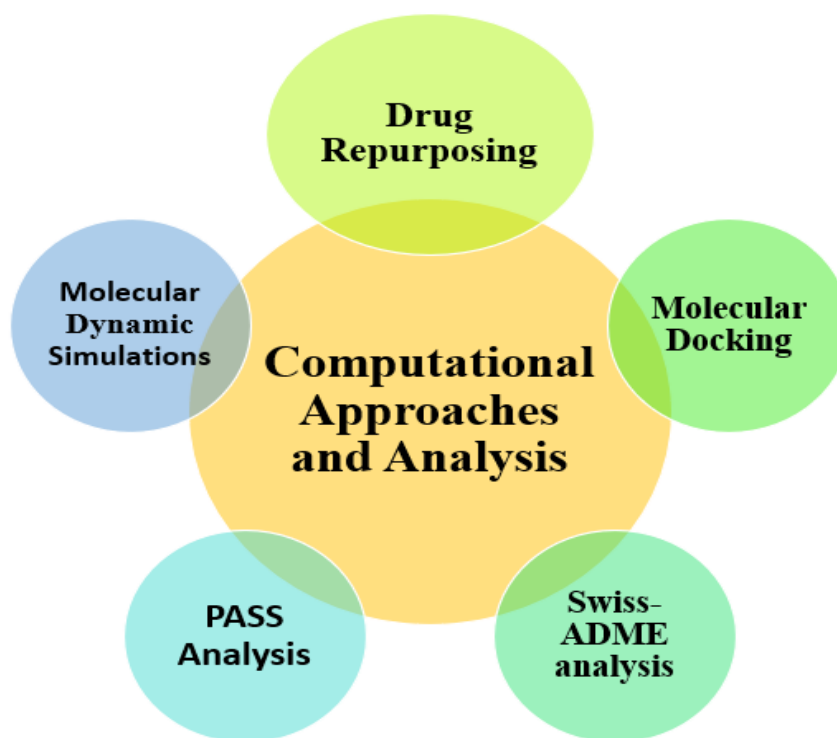 Drug
Repurposing
Molecular
Docking
Swiss-
ADME
analysis
PASS
Analysis
Molecular
Dynamic
Simulations
Computational
Approaches
and Analysis